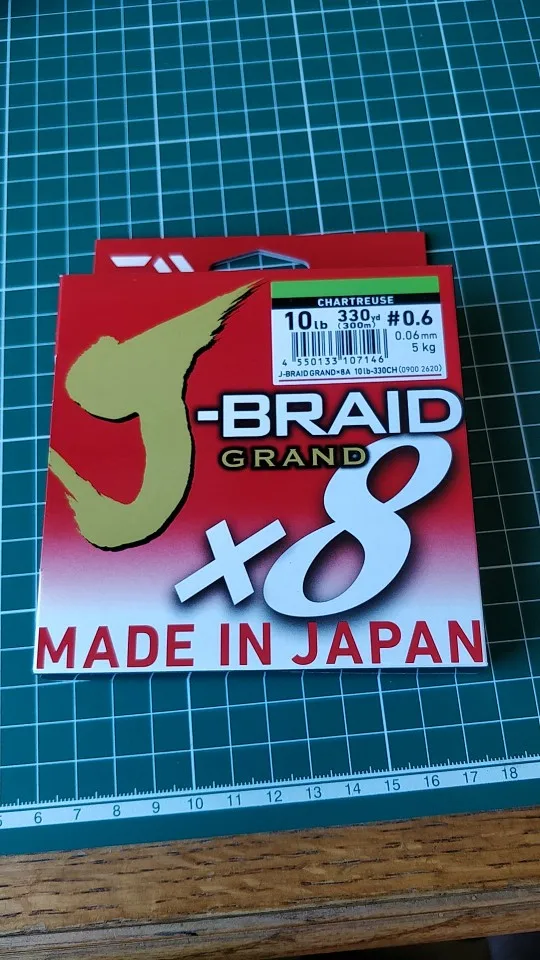 CHARTREUSE
10lb 330yd (300m) #0.6
0.06mm
5 kg
4 550133 107146
J-BRAID GRAND×8A 10lb-330CH (0900 2620)
J-BRAID
GRAND
×8
MADE IN JAPAN
6 7 8 9 10 11 12 13 14 15 16 17 18